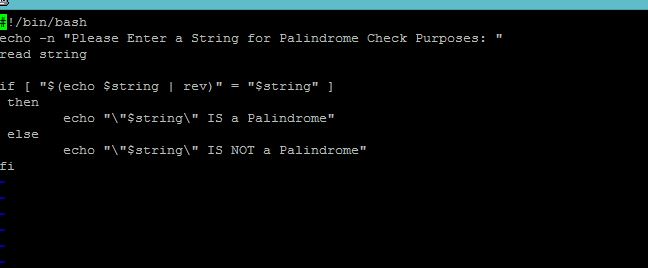 #!/bin/bash
echo -n "Please Enter a String for Palindrome Check Purposes: "
read string

if [ "$(echo $string | rev)" = "$string" ]
 then
        echo "\"$string\" IS a Palindrome"
 else
        echo "\"$string\" IS NOT a Palindrome"
fi
~
~
~
~
~
~